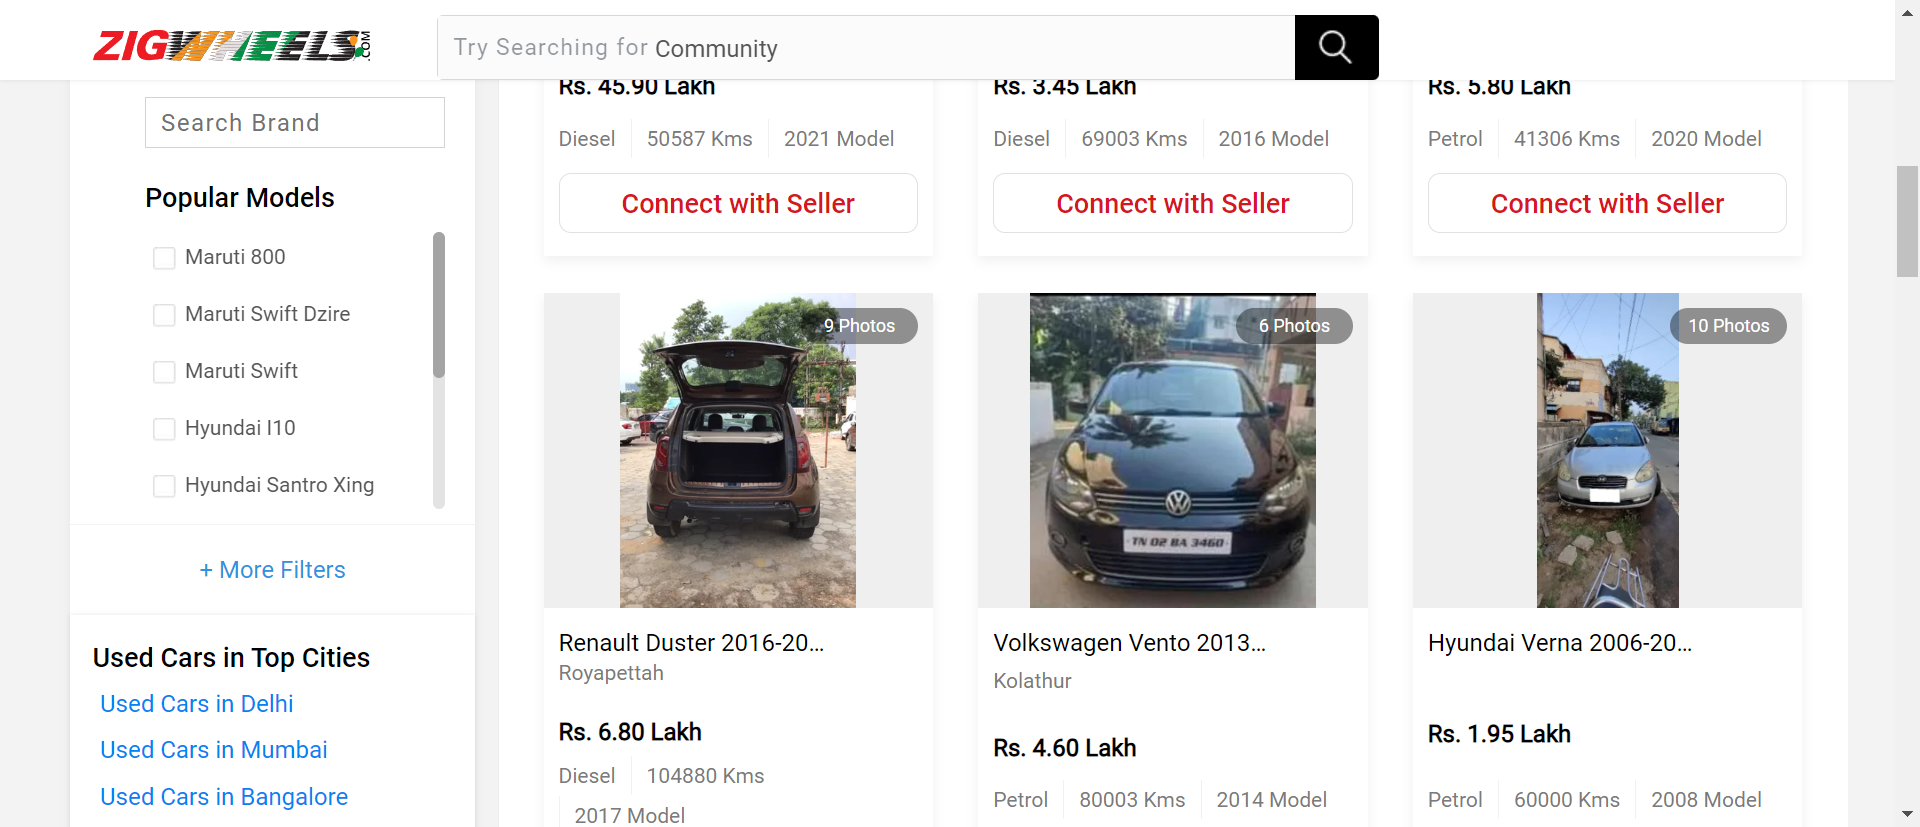 ZIGWHEELS.COM
Try Searching for Community
Search Brand
Popular Models
Maruti 800
Maruti Swift Dzire
Maruti Swift
Hyundai I10
Hyundai Santro Xing
+ More Filters
Used Cars in Top Cities
Used Cars in Delhi
Used Cars in Mumbai
Used Cars in Bangalore
Rs. 45.90 Lakh
Diesel 50587 Kms 2021 Model
Connect with Seller
Rs. 3.45 Lakh
Diesel 69003 Kms 2016 Model
Connect with Seller
Rs. 5.80 Lakh
Petrol 41306 Kms 2020 Model
Connect with Seller
9 Photos
Renault Duster 2016-20...
Royapettah
Rs. 6.80 Lakh
Diesel 104880 Kms
2017 Model
6 Photos
TN 02 BA 3460
Volkswagen Vento 2013...
Kolathur
Rs. 4.60 Lakh
Petrol 80003 Kms 2014 Model
10 Photos
Hyundai Verna 2006-20...
Rs. 1.95 Lakh
Petrol 60000 Kms 2008 Model